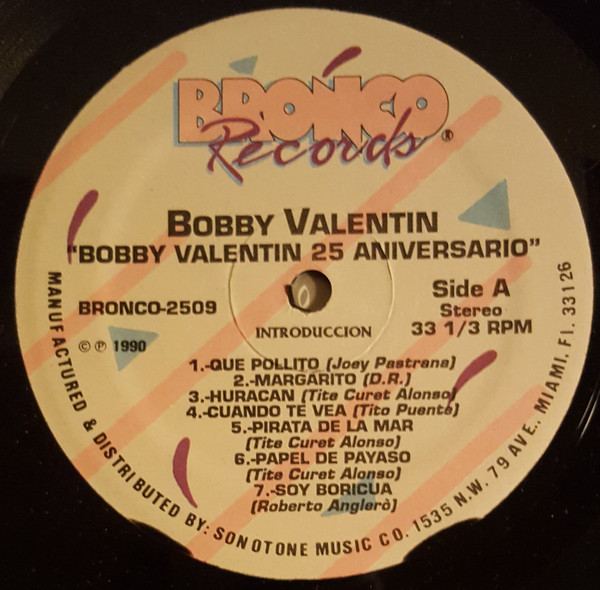 BRONCO
Records®
BOBBY VALENTIN
"BOBBY VALENTIN 25 ANIVERSARIO"
BRONCO-2509
Side A
Stereo
33 1/3 RPM
© ℗ 1990
INTRODUCCION
1.-QUE POLLITO (Joey Pastrana)
2.-MARGARITO (D.R.)
3.-HURACAN (Tite Curet Alonso)
4.-CUANDO TE VEA (Tito Puente)
5.-PIRATA DE LA MAR
(Tite Curet Alonso)
6.-PAPEL DE PAYASO
(Tite Curet Alonso)
7.-SOY BORICUA
(Roberto Anglerò)
MANUFACTURED & DISTRIBUTED BY: SONOTONE MUSIC CO. 1535 N.W. 79 AVE., MIAMI. Fl. 33126